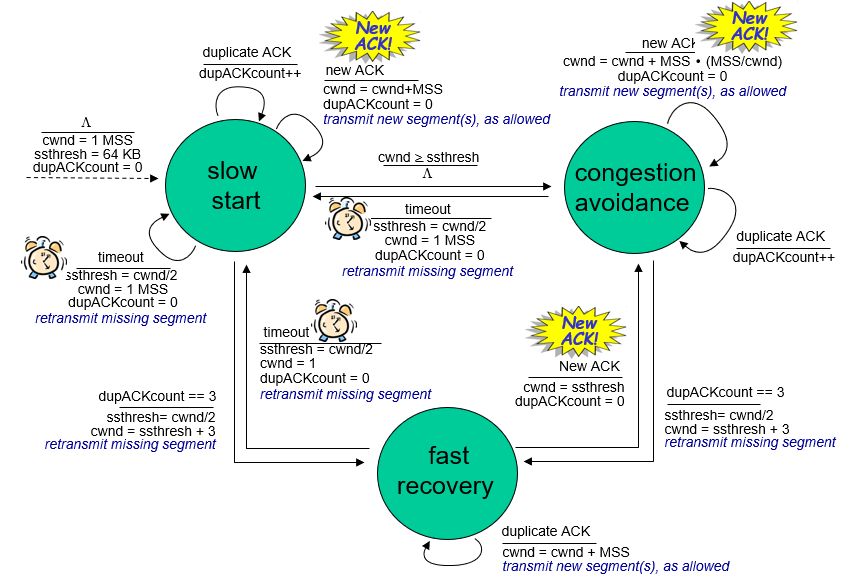 duplicate ACK
dupACKcount++
New
ACK!
new ACK
cwnd = cwnd+MSS
dupACKcount = 0
transmit new segment(s), as allowed
New
ACK!
new ACK
cwnd = cwnd + MSS • (MSS/cwnd)
dupACKcount = 0
transmit new segment(s), as allowed
Λ
cwnd = 1 MSS
ssthresh = 64 KB
dupACKcount = 0
slow
start
cwnd ≥ ssthresh
Λ
congestion
avoidance
timeout
ssthresh = cwnd/2
cwnd = 1 MSS
dupACKcount = 0
retransmit missing segment
timeout
ssthresh = cwnd/2
cwnd = 1 MSS
dupACKcount = 0
retransmit missing segment
duplicate ACK
dupACKcount++
timeout
ssthresh = cwnd/2
cwnd = 1
dupACKcount = 0
retransmit missing segment
New
ACK!
New ACK
cwnd = ssthresh
dupACKcount = 0
dupACKcount == 3
ssthresh= cwnd/2
cwnd = ssthresh + 3
retransmit missing segment
dupACKcount == 3
ssthresh= cwnd/2
cwnd = ssthresh + 3
retransmit missing segment
fast
recovery
duplicate ACK
cwnd = cwnd + MSS
transmit new segment(s), as allowed